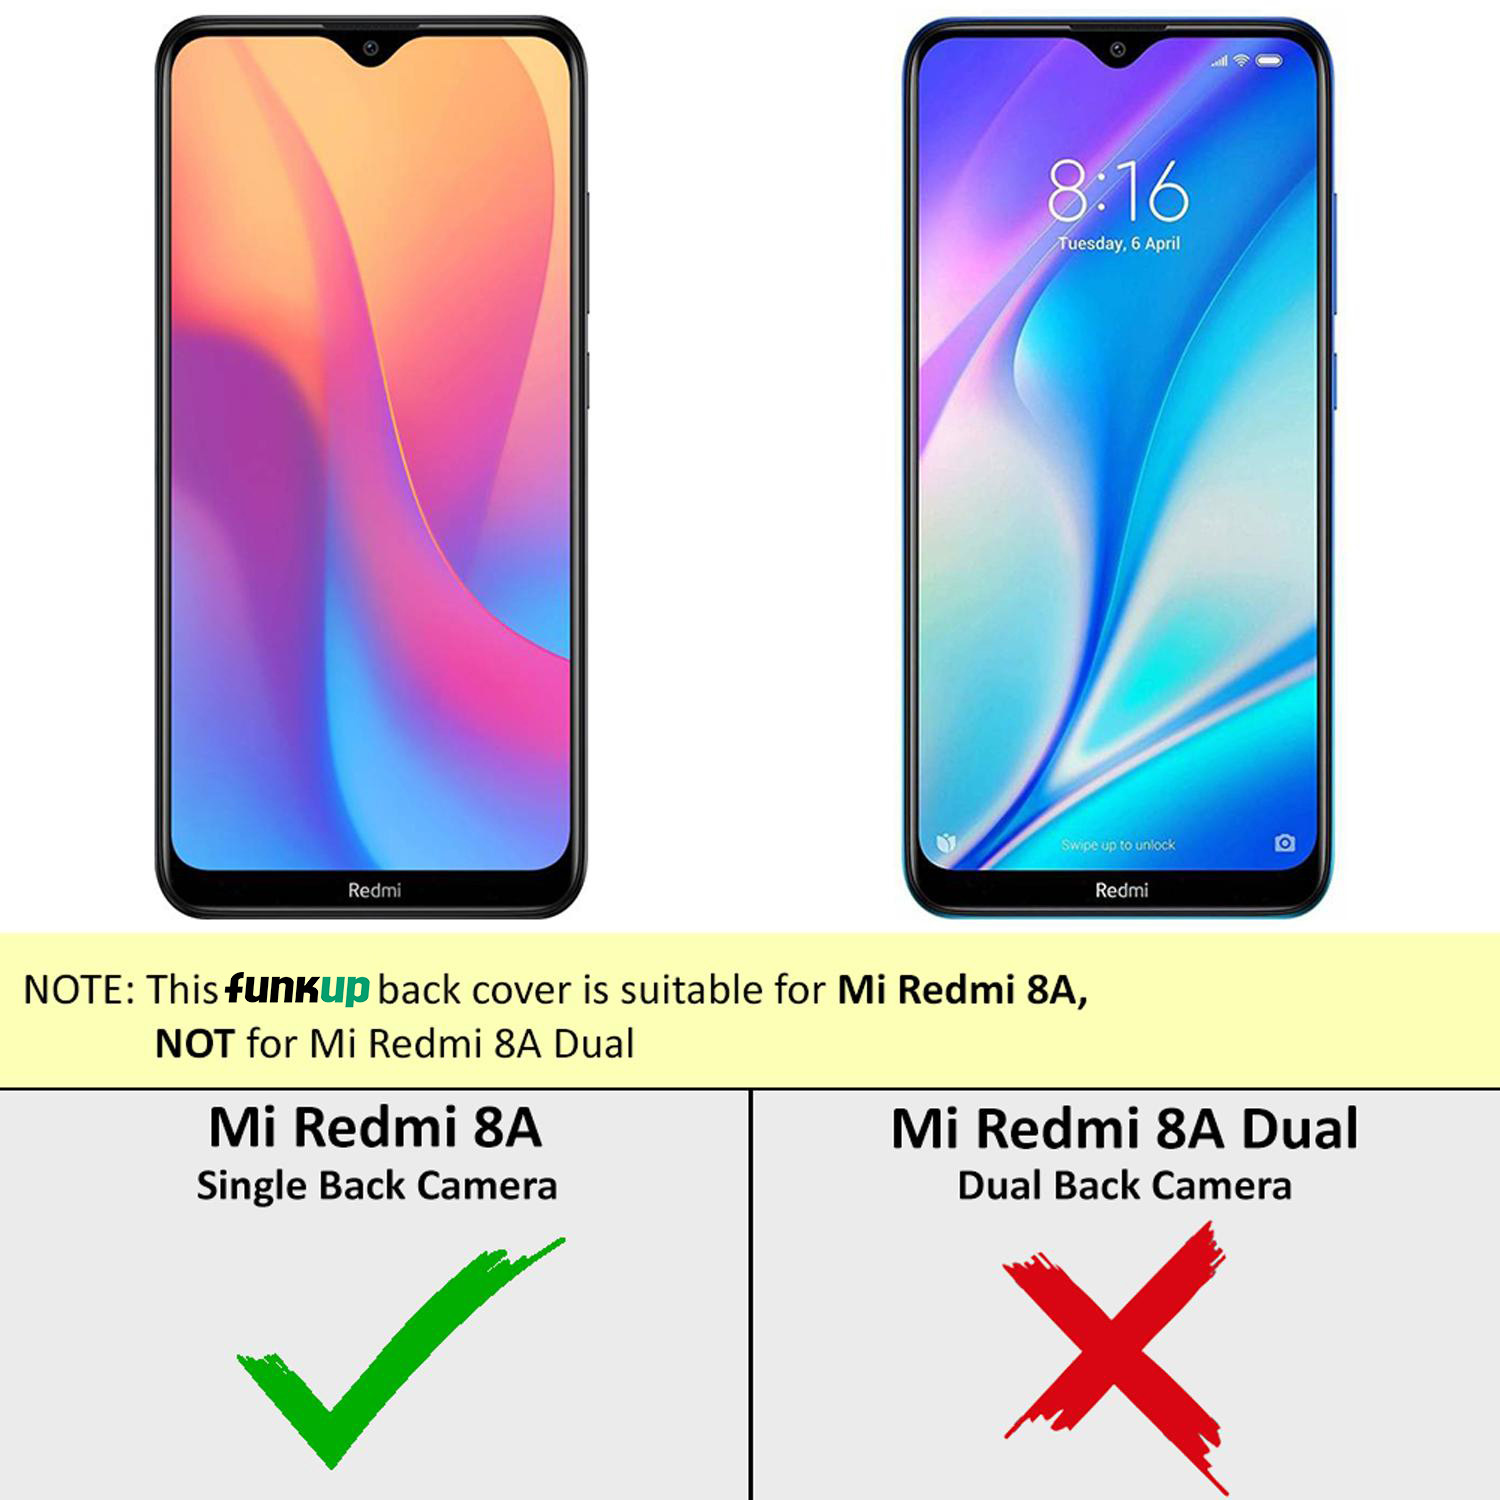 8:16
Tuesday, 6 April
Swipe up to unlock
Redmi
Redmi
NOTE: This funkup back cover is suitable for Mi Redmi 8A,
NOT for Mi Redmi 8A Dual
Mi Redmi 8A
Single Back Camera
Mi Redmi 8A Dual
Dual Back Camera